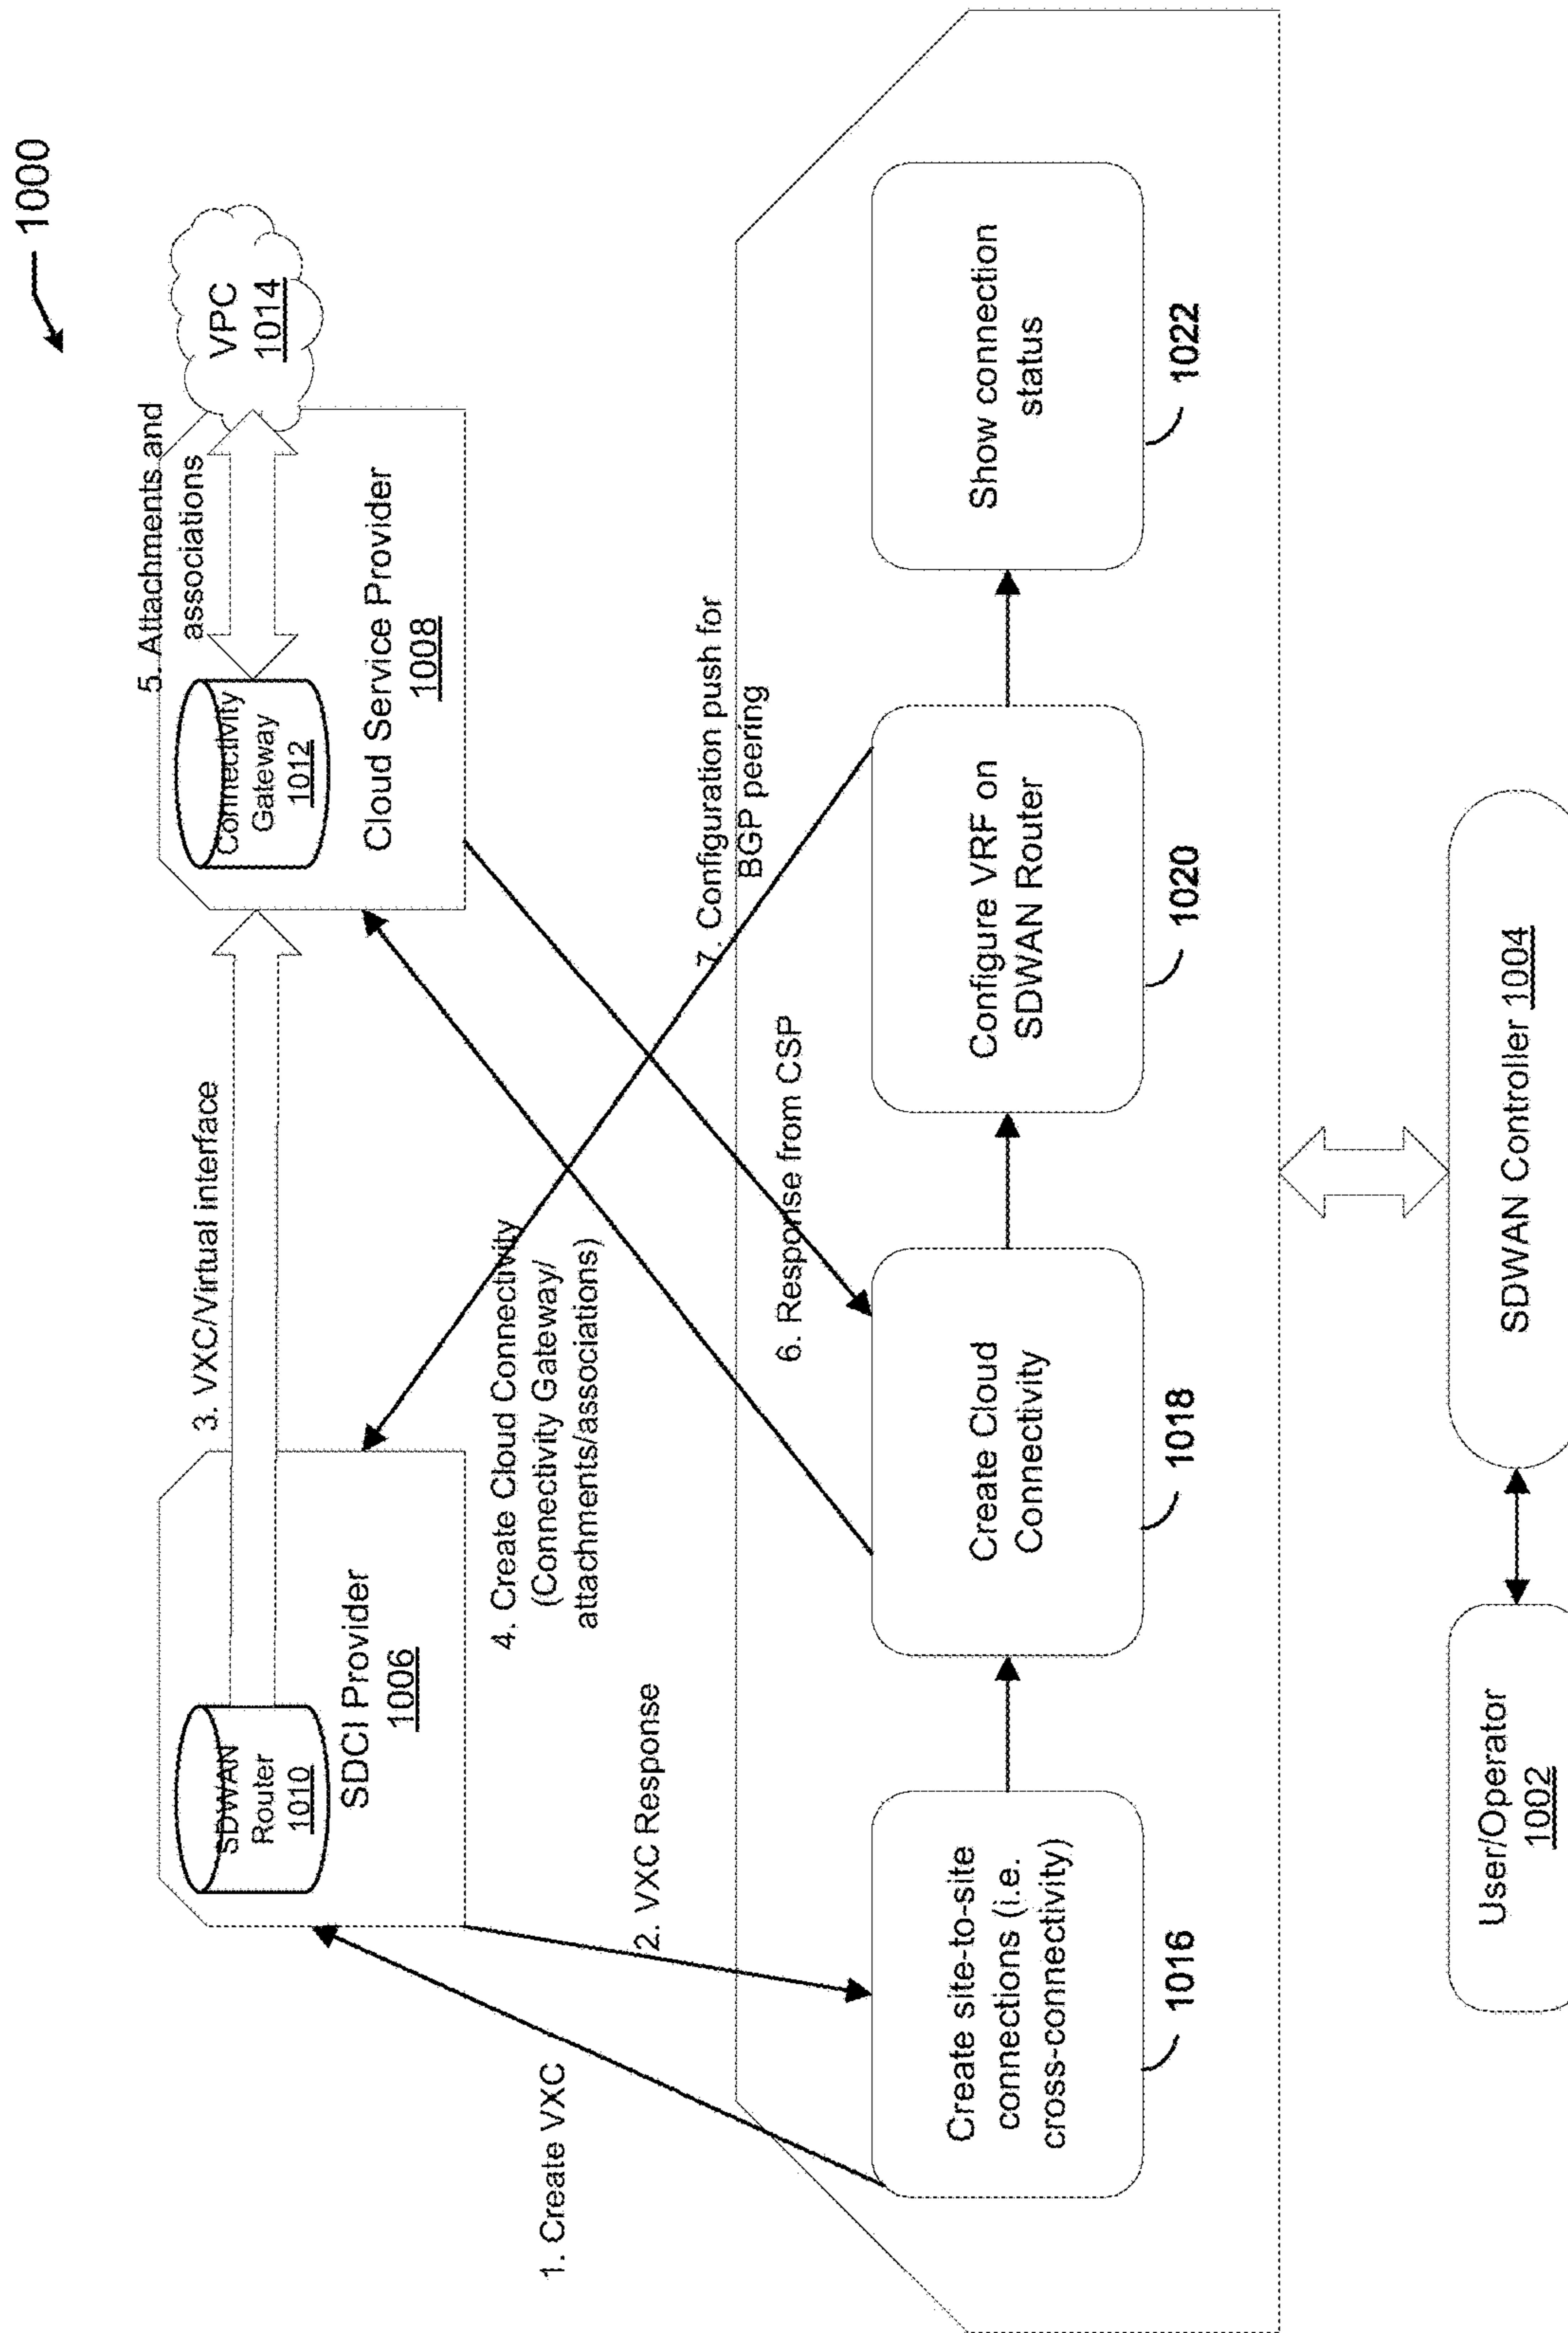 1000
5. Attachments and
associations
VPC
1014
3. VXC/Virtual interface
SDWAN
Router
1010
SDCI Provider
1006
Connectivity
Gateway
1012
Cloud Service Provider
1008
1. Create VXC
2. VXC Response
4. Create Cloud Connectivity
(Connectivity Gateway/
attachments/associations)
6. Response from CSP
7. Configuration push for
BGP peering
Create site-to-site
connections (i.e.
cross-connectivity)
1016
Create Cloud
Connectivity
1018
Configure VRF on
SDWAN Router
1020
Show connection
status
1022
User/Operator
1002
SDWAN Controller 1004